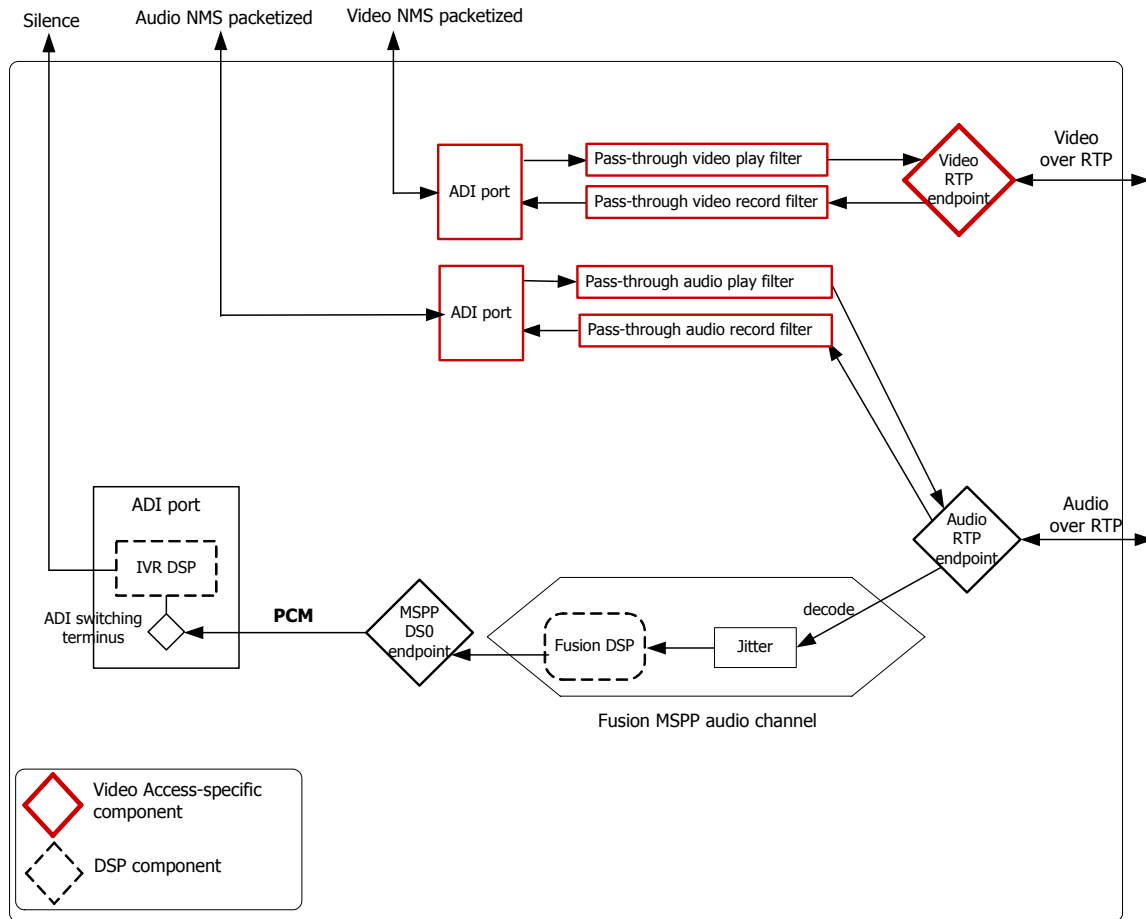 Silence
Audio NMS packetized
Video NMS packetized
Pass-through video play filter
ADI port
Pass-through video record filter
Video
RTP
endpoint
Video
over RTP
Pass-through audio play filter
ADI port
Pass-through audio record filter
Audio
RTP
endpoint
Audio
over RTP
ADI port
IVR DSP
ADI switching
terminus
PCM
MSPP
DS0
endpoint
decode
Fusion DSP
Jitter
Fusion MSPP audio channel
Video Access-specific
component
DSP component